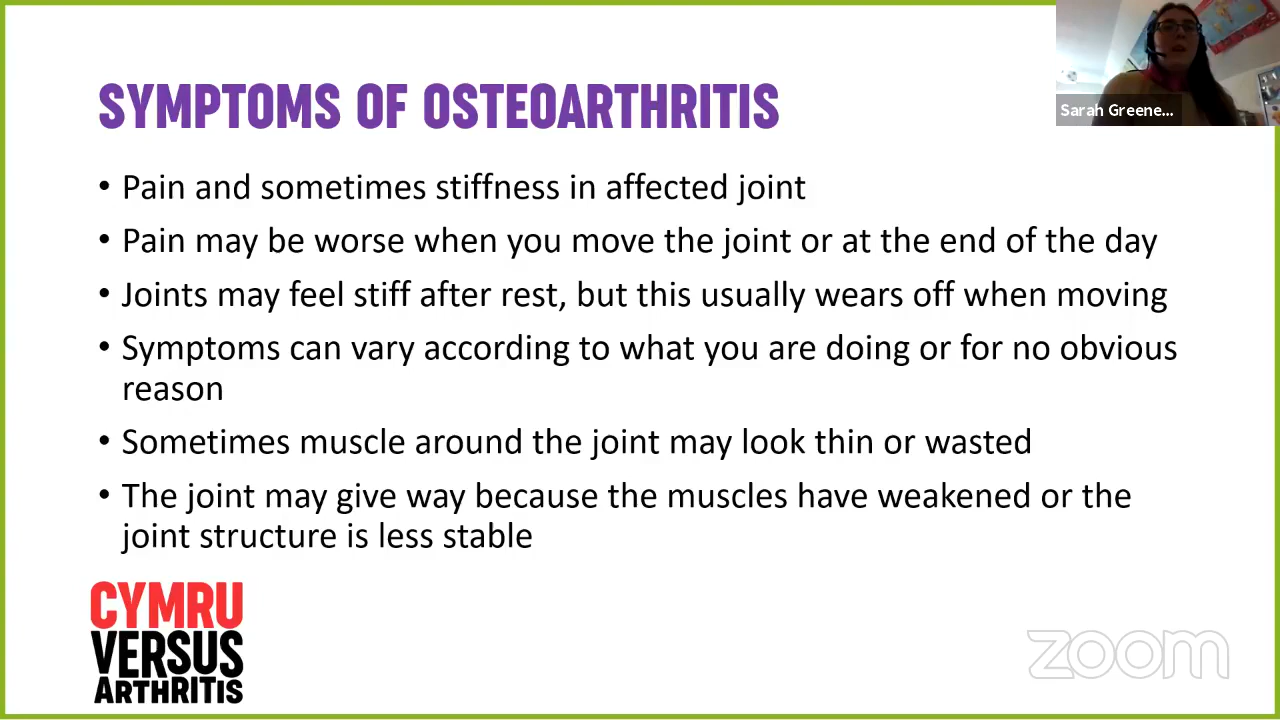 Sarah Greene...
SYMPTOMS OF OSTEOARTHRITIS
• Pain and sometimes stiffness in affected joint
• Pain may be worse when you move the joint or at the end of the day
• Joints may feel stiff after rest, but this usually wears off when moving
• Symptoms can vary according to what you are doing or for no obvious
reason
• Sometimes muscle around the joint may look thin or wasted
• The joint may give way because the muscles have weakened or the
joint structure is less stable
CYMRU
VERSUS
ARTHRITIS
zoom